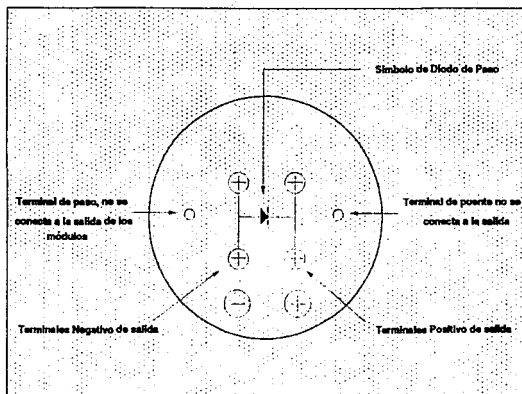 Simbolo de Diodo de Paso
Terminal de paso, no se
conecta a la salida de los
módulos
Terminal de puente no se
conecta a la salida
Terminales Negativo de salida
Terminales Positivo de salida